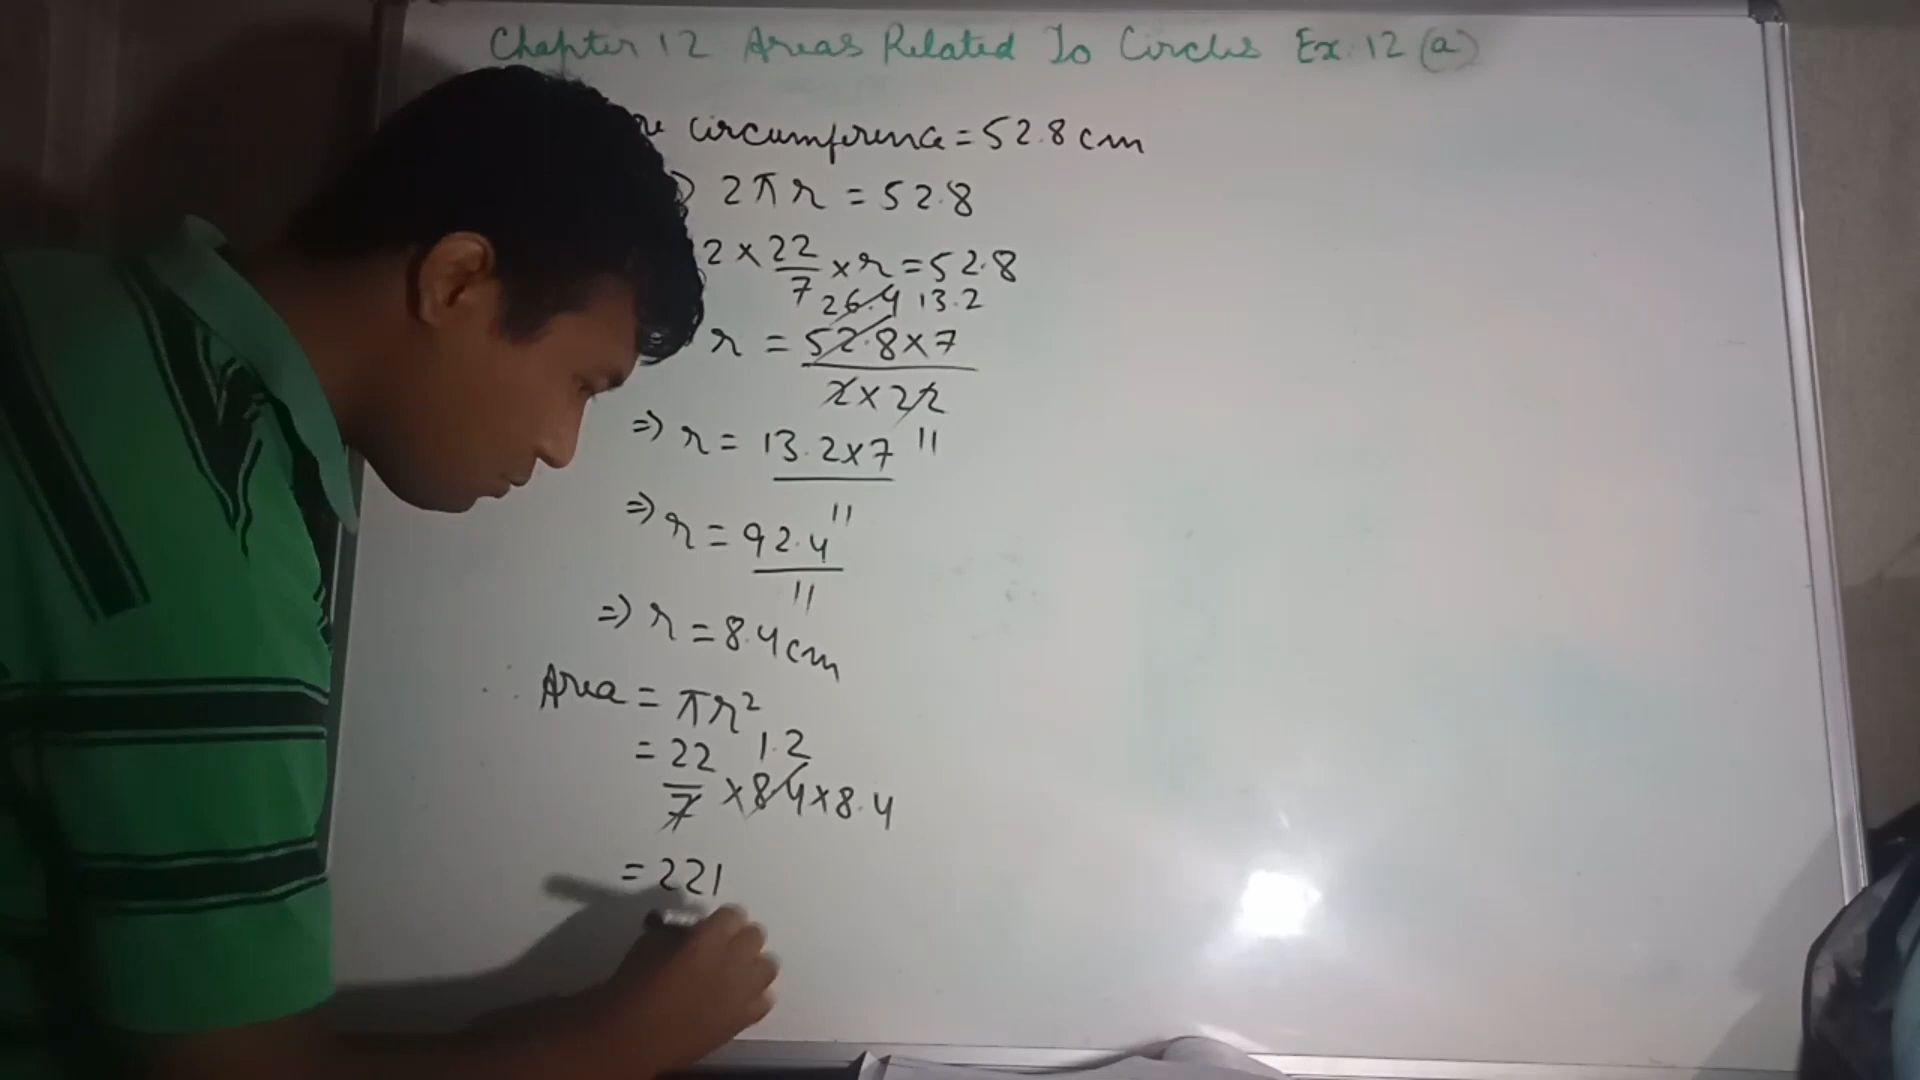 Chapter 12 Areas Related To Circles Ex 12 (a)
circumference = 52.8 cm
2πr = 52.8
2 × 22/7 × r = 52.8
26.4 13.2
r = 52.8 × 7
2 × 22
⇒ r = 13.2 × 7 11
11
⇒ r = 92.4
11
⇒ r = 8.4 cm
∴ Area = πr²
1.2
= 22/7 × 8.4 × 8.4
= 221